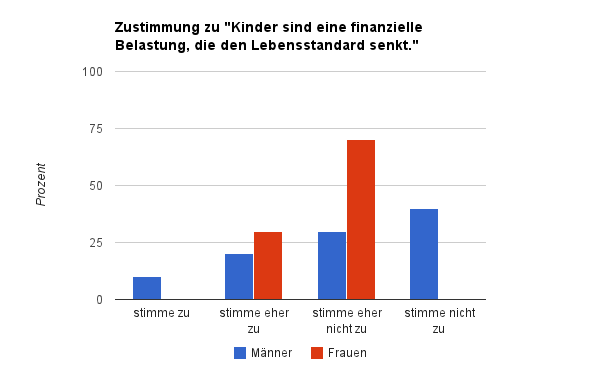 Zustimmung zu "Kinder sind eine finanzielle
Belastung, die den Lebensstandard senkt."
100
75
50
25
0
Prozent
stimme zu
stimme eher
zu
stimme eher
nicht zu
stimme nicht
zu
Männer
Frauen